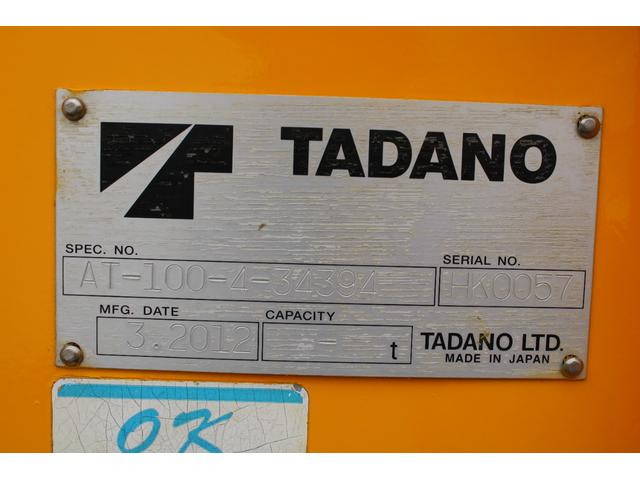 TADANO
SPEC. NO.
AT-100-4-34394
SERIAL NO.
HK0057
MFG. DATE
3.2012
CAPACITY
- t
TADANO LTD.
MADE IN JAPAN
OK